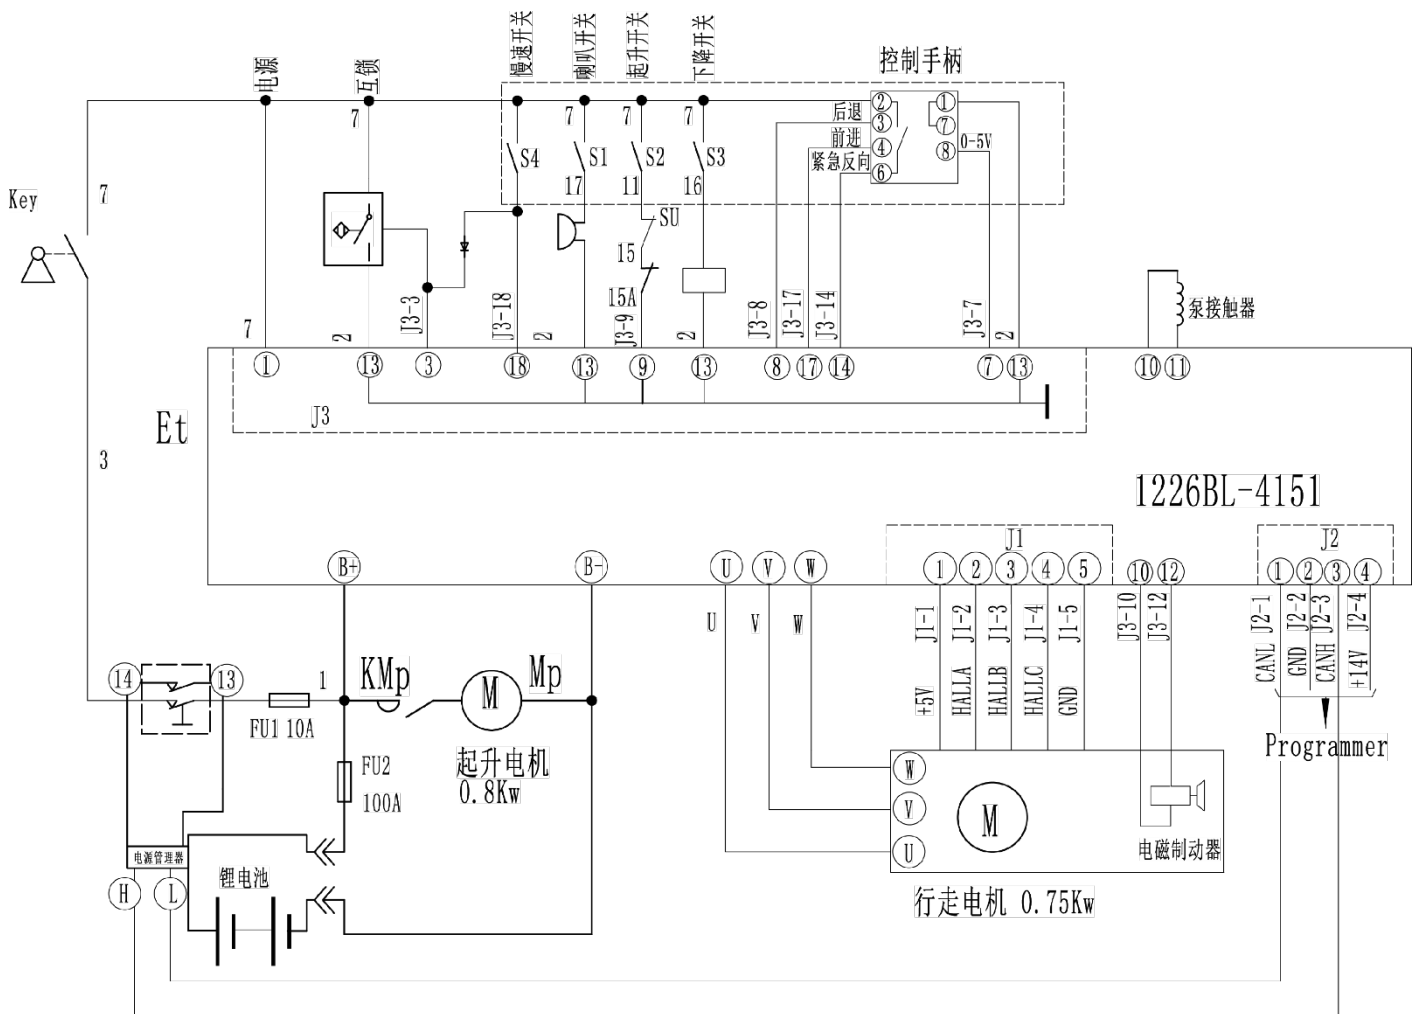 慢速开关
喇叭开关
起升开关
下降开关
电源
互锁
控制手柄
7
7
7
7
后退
前进
紧急反向
2
3
4
6
1
7
8
0-5V
S4
S1
S2
S3
17
11
16
Key
7
SU
15
15A
7
2
J3-3
J3-18
2
J3-9
2
J3-8
J3-17
J3-14
J3-7
2
泵接触器
1
13
3
18
13
9
13
8
17
14
7
13
10
11
J3
Et
3
1226BL-4151
J1
J2
B+
B-
U
V
W
1
2
3
4
5
10
12
1
2
3
4
U
V
W
J1-1
J1-2
J1-3
J1-4
J1-5
J3-10
J3-12
J2-1
J2-2
J2-3
J2-4
+5V
HALLA
HALLB
HALLC
GND
CANL
GND
CANH
+14V
Programmer
14
13
FU1 10A
1
KMp
M
Mp
起升电机
0.8Kw
FU2
100A
W
V
U
M
电磁制动器
行走电机 0.75Kw
电源管理器
H
L
锂电池